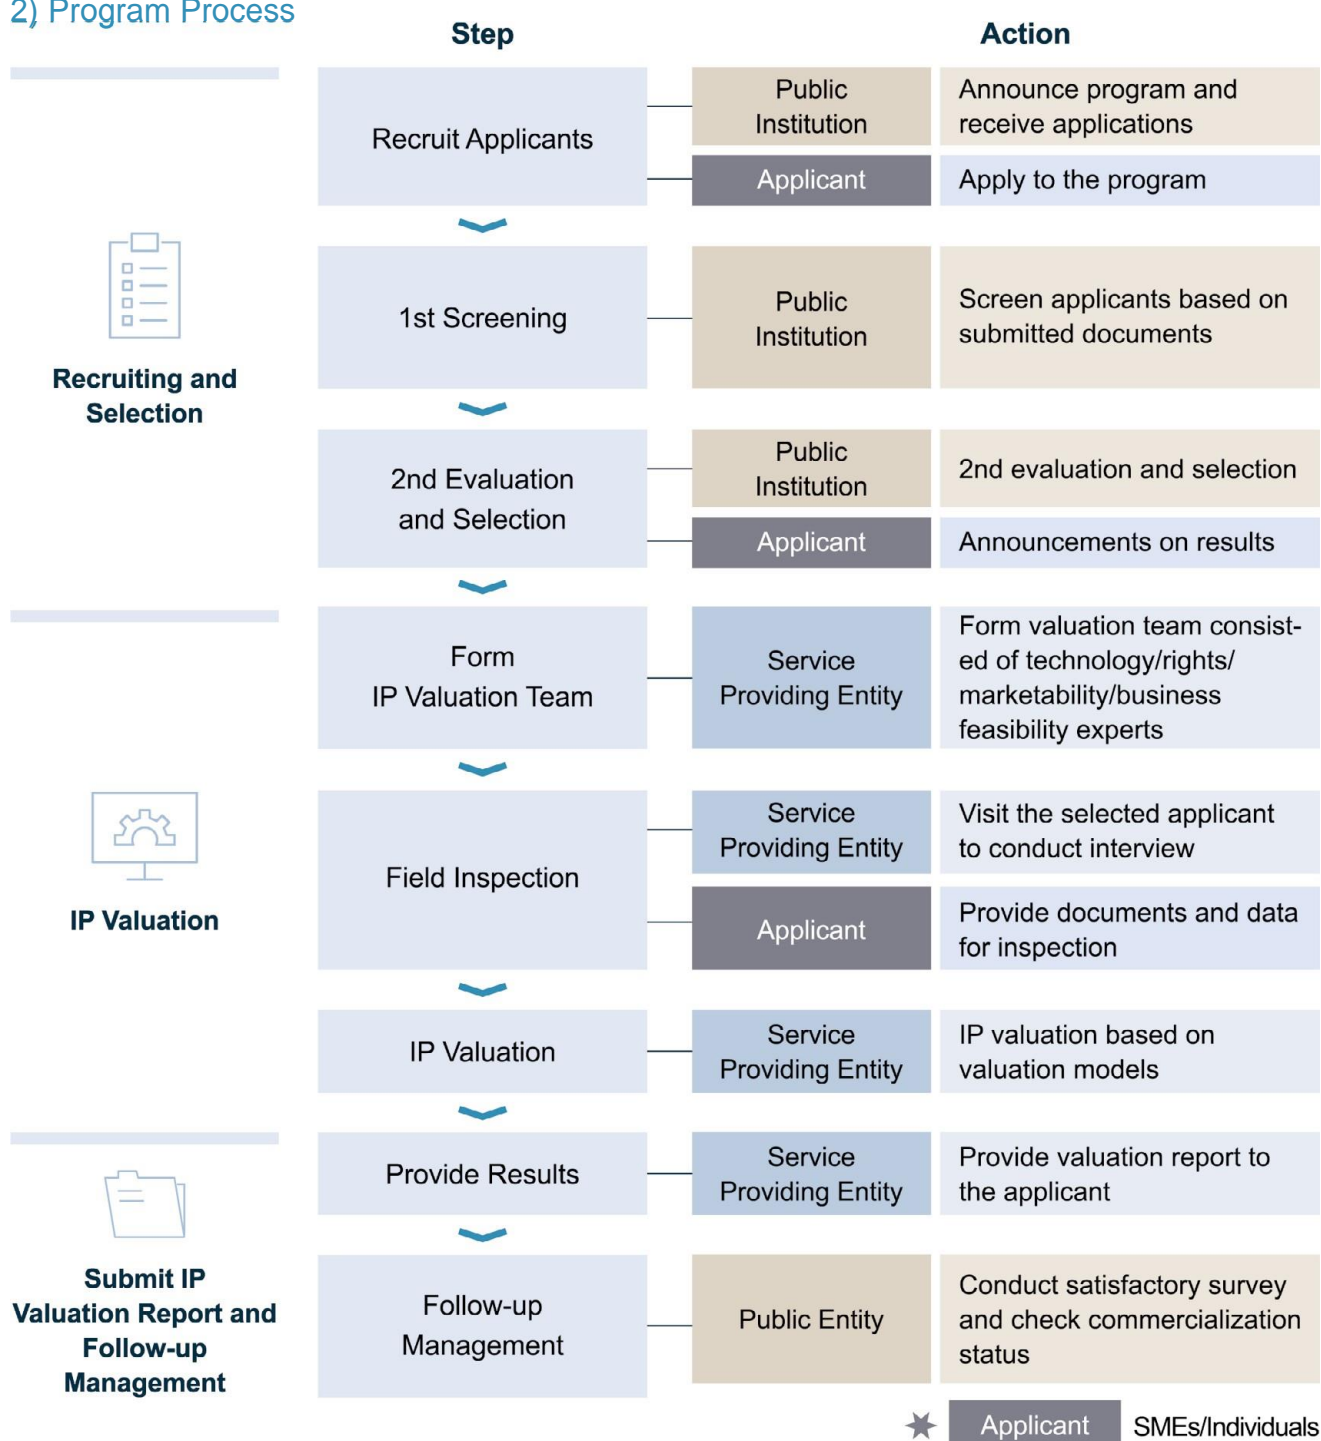 2) Program Process
Step
Action
Recruiting and
Selection
Recruit Applicants
Public
Institution
Announce program and
receive applications
Applicant
Apply to the program
1st Screening
Public
Institution
Screen applicants based on
submitted documents
2nd Evaluation
and Selection
Public
Institution
2nd evaluation and selection
Applicant
Announcements on results
IP Valuation
Form
IP Valuation Team
Service
Providing Entity
Form valuation team consist-
ed of technology/rights/
marketability/business
feasibility experts
Field Inspection
Service
Providing Entity
Visit the selected applicant
to conduct interview
Applicant
Provide documents and data
for inspection
IP Valuation
Service
Providing Entity
IP valuation based on
valuation models
Submit IP
Valuation Report and
Follow-up
Management
Provide Results
Service
Providing Entity
Provide valuation report to
the applicant
Follow-up
Management
Public Entity
Conduct satisfactory survey
and check commercialization
status
Applicant
SMEs/Individuals